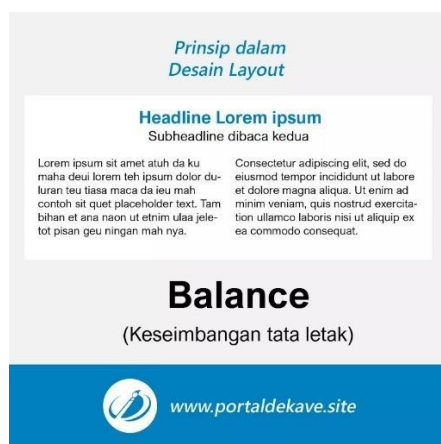 Prinsip dalam
Desain Layout
Headline Lorem ipsum
Subheadline dibaca kedua
Lorem ipsum sit amet atuh da ku
maha deui lorem teh ipsum dolor du-
luran teu tiasa maca da ieu mah
contoh sit quet placeholder text. Tam
bihan et ana naon ut etnim ulaa jele-
tot pisan geu ningan mah nya.
Consectetur adipiscing elit, sed do
eiusmod tempor incididunt ut labore
et dolore magna aliqua. Ut enim ad
minim veniam, quis nostrud exercita-
tion ullamco laboris nisi ut aliquip ex
ea commodo consequat.
Balance
(Keseimbangan tata letak)
www.portaldekave.site